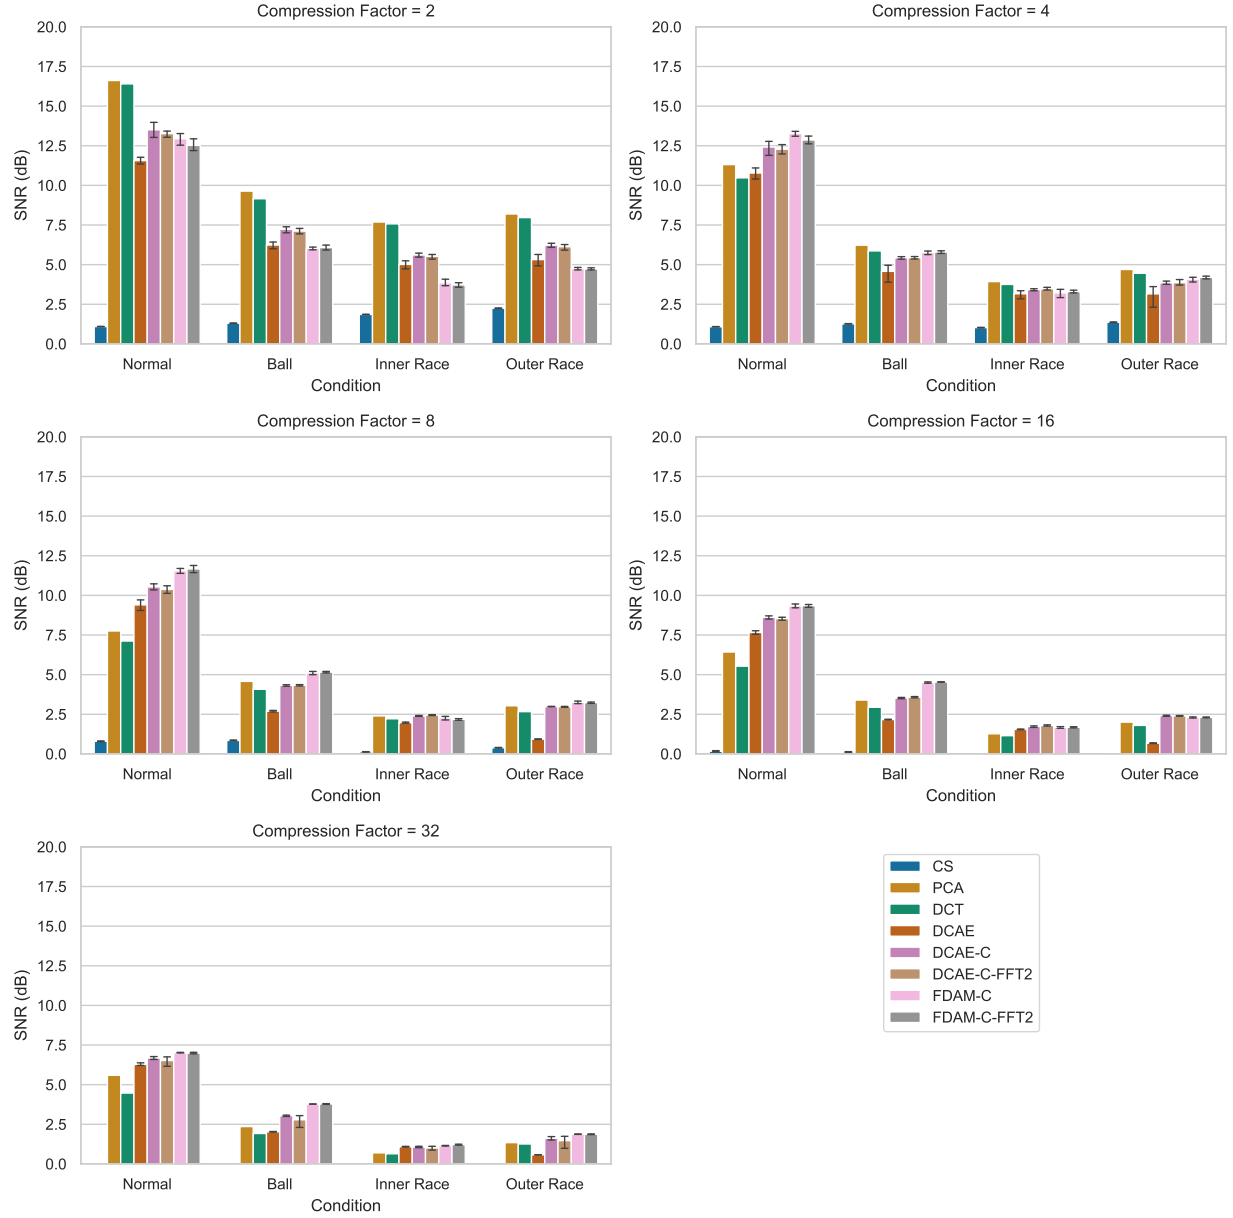 Compression Factor = 2
20.0
17.5
15.0
12.5
10.0
7.5
5.0
2.5
0.0
SNR (dB)
Normal Ball Inner Race Outer Race
Condition
Compression Factor = 4
20.0
17.5
15.0
12.5
10.0
7.5
5.0
2.5
0.0
SNR (dB)
Normal Ball Inner Race Outer Race
Condition
Compression Factor = 8
20.0
17.5
15.0
12.5
10.0
7.5
5.0
2.5
0.0
SNR (dB)
Normal Ball Inner Race Outer Race
Condition
Compression Factor = 16
20.0
17.5
15.0
12.5
10.0
7.5
5.0
2.5
0.0
SNR (dB)
Normal Ball Inner Race Outer Race
Condition
Compression Factor = 32
20.0
17.5
15.0
12.5
10.0
7.5
5.0
2.5
0.0
SNR (dB)
Normal Ball Inner Race Outer Race
Condition
CS
PCA
DCT
DCAE
DCAE-C
DCAE-C-FFT2
FDAM-C
FDAM-C-FFT2